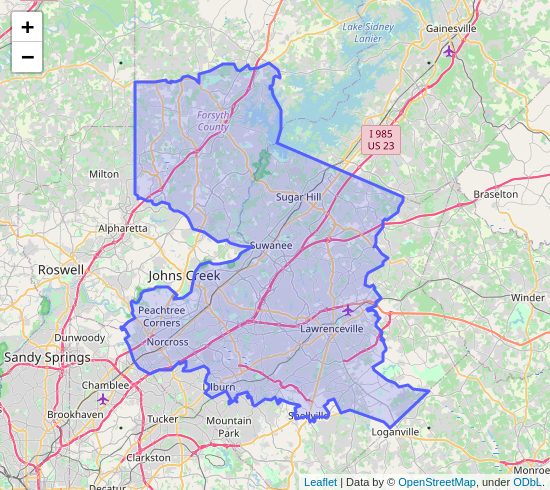 +
Lake Sidney
Lanier
Gainesville
−
Forsyth
County
I 985
US 23
Milton
Sugar Hill
Braselton
Alpharetta
Suwanee
Roswell
Johns Creek
Winder
Peachtree
Corners
Lawrenceville
Dunwoody
Norcross
Sandy Springs
Chamblee
Lilburn
Brookhaven
Tucker
Mountain
Park
Snellville
Loganville
Clarkston
Monroe
Decatur
Leaflet | Data by © OpenStreetMap, under ODbL.